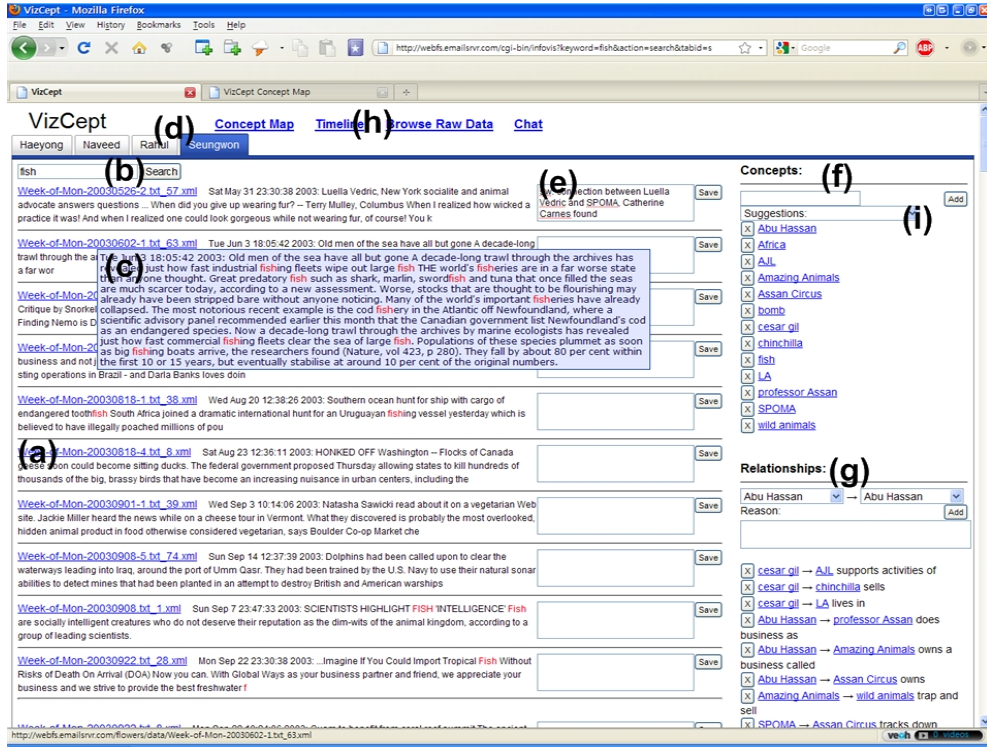 VizCept - Mozilla Firefox
File Edit View History Bookmarks Tools Help
http://webfs.emailsrvr.com/cgi-bin/infovis?keyword=fish&action=search&tabid=s
Google
ABP
VizCept
VizCept Concept Map
VizCept
(d)
Concept Map
Timeline
(h)
Browse Raw Data
Chat
Haeyong Naveed Rahul Seungwon
fish
(b)
Search
Week-of-Mon-20030526-2.txt_57.xml Sat May 31 23:30:38 2003: Luella Vedric, New York socialite and animal
advocate answers questions ... When did you give up wearing fur? -- Terry Mulley, Columbus When I realized how wicked a
practice it was! And when I realized one could look gorgeous while not wearing fur, of course! You k
(e)
connection between Luella
Vedric and SPOMA, Catherine
Carnes found
Save
Week-of-Mon-20030602-1.txt_63.xml Tue Jun 3 18:05:42 2003: Old men of the sea have all but gone A decade-long
trawl through the ar
a far wor
Save
(c)
Tue Jun 3 18:05:42 2003: Old men of the sea have all but gone A decade-long trawl through the archives has
revealed just how fast industrial fishing fleets wipe out large fish THE world's fisheries are in a far worse state
than anyone thought. Great predatory fish such as shark, marlin, swordfish and tuna that once filled the seas
are much scarcer today, according to a new assessment. Worse, stocks that are thought to be flourishing may
already have been stripped bare without anyone noticing. Many of the world's important fisheries have already
collapsed. The most notorious recent example is the cod fishery in the Atlantic off Newfoundland, where a
scientific advisory panel recommended earlier this month that the Canadian government list Newfoundland's cod
as an endangered species. Now a decade-long trawl through the archives by marine ecologists has revealed
just how fast commercial fishing fleets clear the sea of large fish. Populations of these species plummet as soon
as big fishing boats arrive, the researchers found (Nature, vol 423, p 280). They fall by about 80 per cent within
the first 10 or 15 years, but eventually stabilise at around 10 per cent of the original numbers.
Week-of-Mon-20
Critique by Snorkel
Finding Nemo is D
Save
Week-of-Mon-20
business and not j
sting operations in Brazil - and Darla Banks loves doin
Save
Week-of-Mon-20030818-1.txt_38.xml Wed Aug 20 12:38:26 2003: Southern ocean hunt for ship with cargo of
endangered toothfish South Africa joined a dramatic international hunt for an Uruguayan fishing vessel yesterday which is
believed to have illegally poached millions of pou
Save
(a)
Week-of-Mon-20030818-4.txt_8.xml Sat Aug 23 12:36:11 2003: HONKED OFF Washington -- Flocks of Canada
geese soon could become sitting ducks. The federal government proposed Thursday allowing states to kill hundreds of
thousands of the big, brassy birds that have become an increasing nuisance in urban centers, including the
Save
Week-of-Mon-20030901-1.txt_39.xml Wed Sep 3 10:14:06 2003: Natasha Sawicki read about it on a vegetarian Web
site. Jackie Miller heard the news while on a cheese tour in Vermont. What they discovered is probably the most overlooked,
hidden animal product in food otherwise considered vegetarian, says Boulder Co-op Market che
Save
Week-of-Mon-20030908-5.txt_74.xml Sun Sep 14 12:37:39 2003: Dolphins had been called upon to clear the
waterways leading into Iraq, around the port of Umm Qasr. They had been trained by the U.S. Navy to use their natural sonar
abilities to detect mines that had been planted in an attempt to destroy British and American warships
Save
Week-of-Mon-20030908.txt_1.xml Sun Sep 7 23:47:33 2003: SCIENTISTS HIGHLIGHT FISH 'INTELLIGENCE' Fish
are socially intelligent creatures who do not deserve their reputation as the dim-wits of the animal kingdom, according to a
group of leading scientists.
Save
Week-of-Mon-20030922.txt_28.xml Mon Sep 22 23:30:38 2003: ...Imagine If You Could Import Tropical Fish Without
Risks of Death On Arrival (DOA) Now you can. With Global Ways as your business partner and friend, we appreciate your
business and we strive to provide the best freshwater f
Save
Concepts:
(f)
Add
Suggestions:
(i)
X Abu Hassan
X Africa
X AJL
X Amazing Animals
X Assan Circus
X bomb
X cesar gil
X chinchilla
X fish
X LA
X professor Assan
X SPOMA
X wild animals
Relationships:
(g)
Abu Hassan → Abu Hassan
Reason:
Add
X cesar gil → AJL supports activities of
X cesar gil → chinchilla sells
X cesar gil → LA lives in
X Abu Hassan → professor Assan does
business as
X Abu Hassan → Amazing Animals owns a
business called
X Abu Hassan → Assan Circus owns
X Amazing Animals → wild animals trap and
sell
X SPOMA → Assan Circus tracks down
http://webfs.emailsrvr.com/flowers/data/Week-of-Mon-20030602-1.txt_63.xml
veoh 0 videos